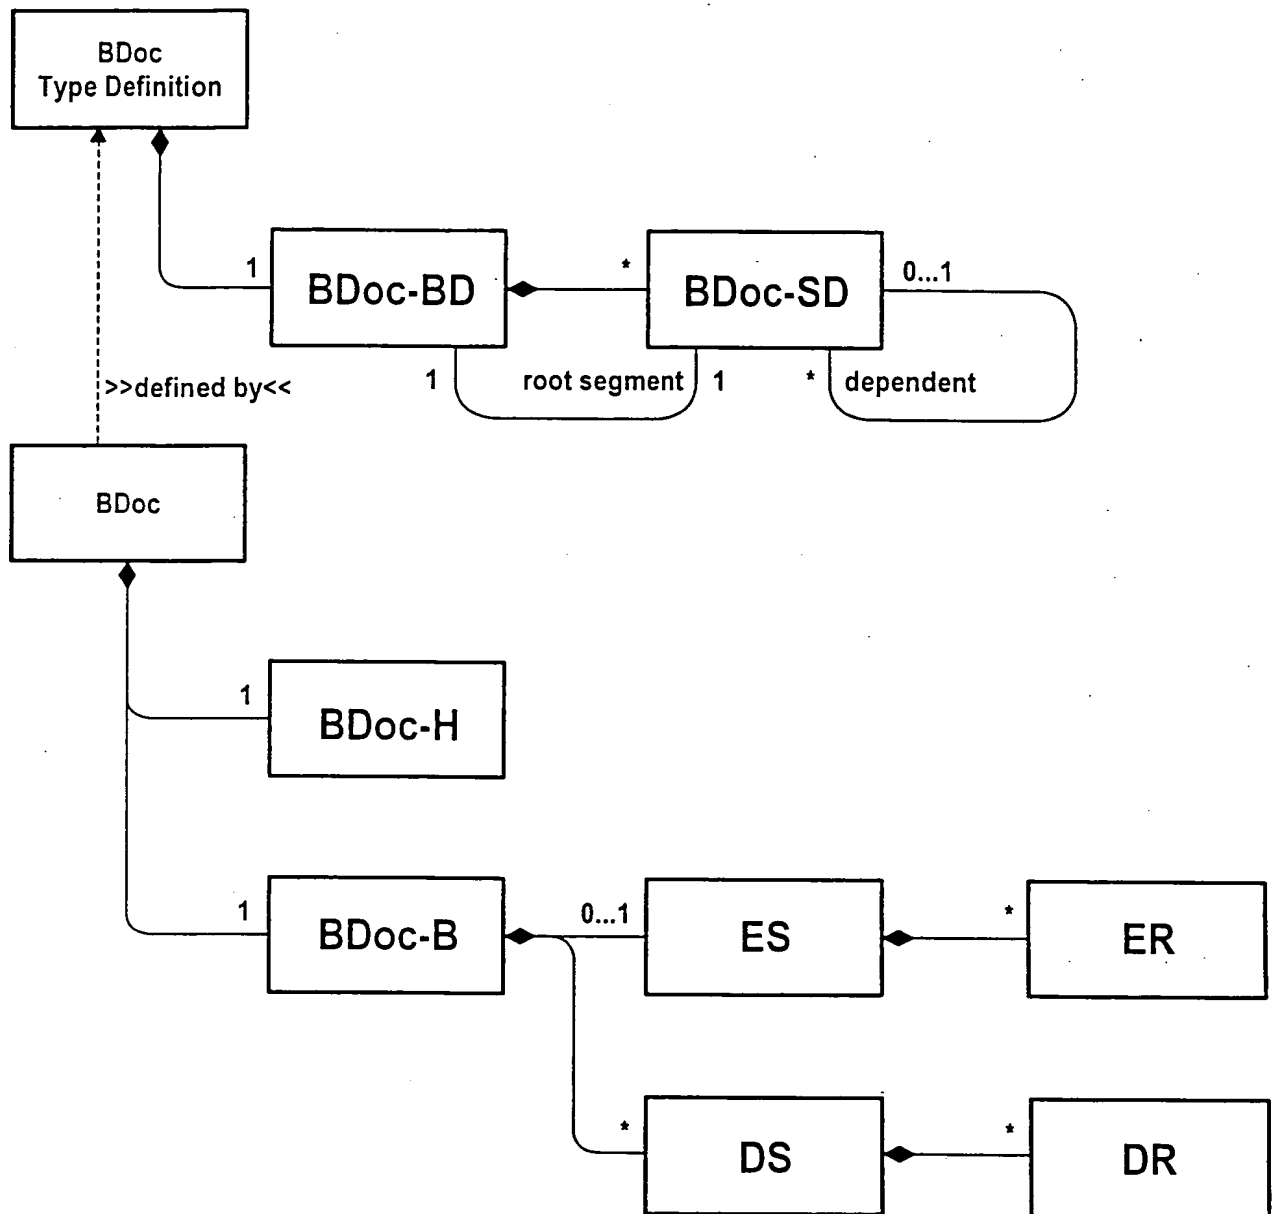 BDoc
Type Definition
1
BDoc-BD
*
BDoc-SD
0...1
>>defined by<<
1
root segment
1
*
dependent
BDoc
1
BDoc-H
1
BDoc-B
0...1
ES
*
ER
*
DS
*
DR